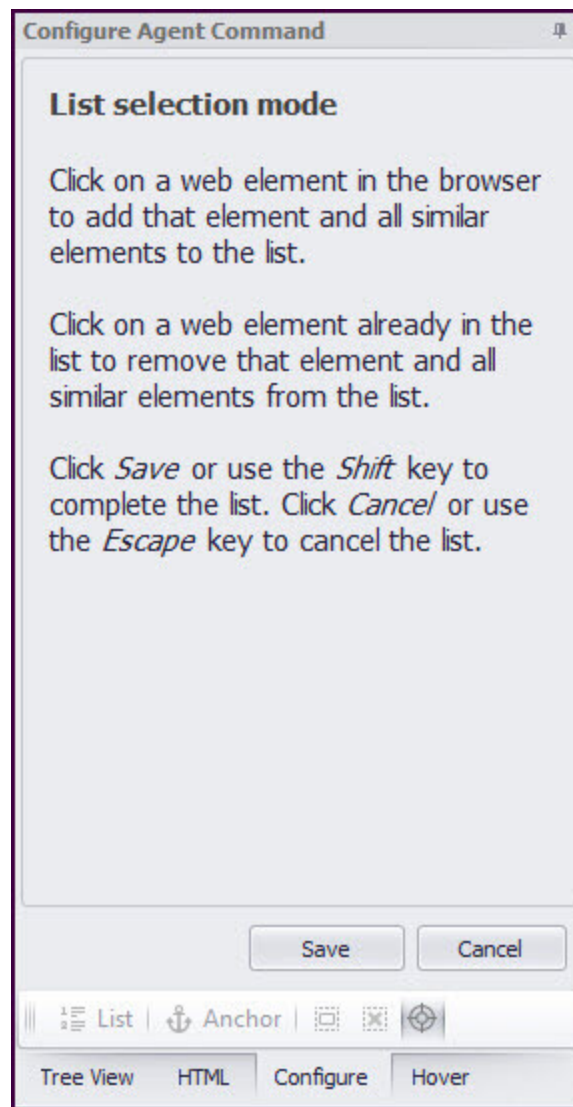 Configure Agent Command
List selection mode
Click on a web element in the browser
to add that element and all similar
elements to the list.
Click on a web element already in the
list to remove that element and all
similar elements from the list.
Click Save or use the Shift key to
complete the list. Click Cancel or use
the Escape key to cancel the list.
Save Cancel
List Anchor
Tree View HTML Configure Hover